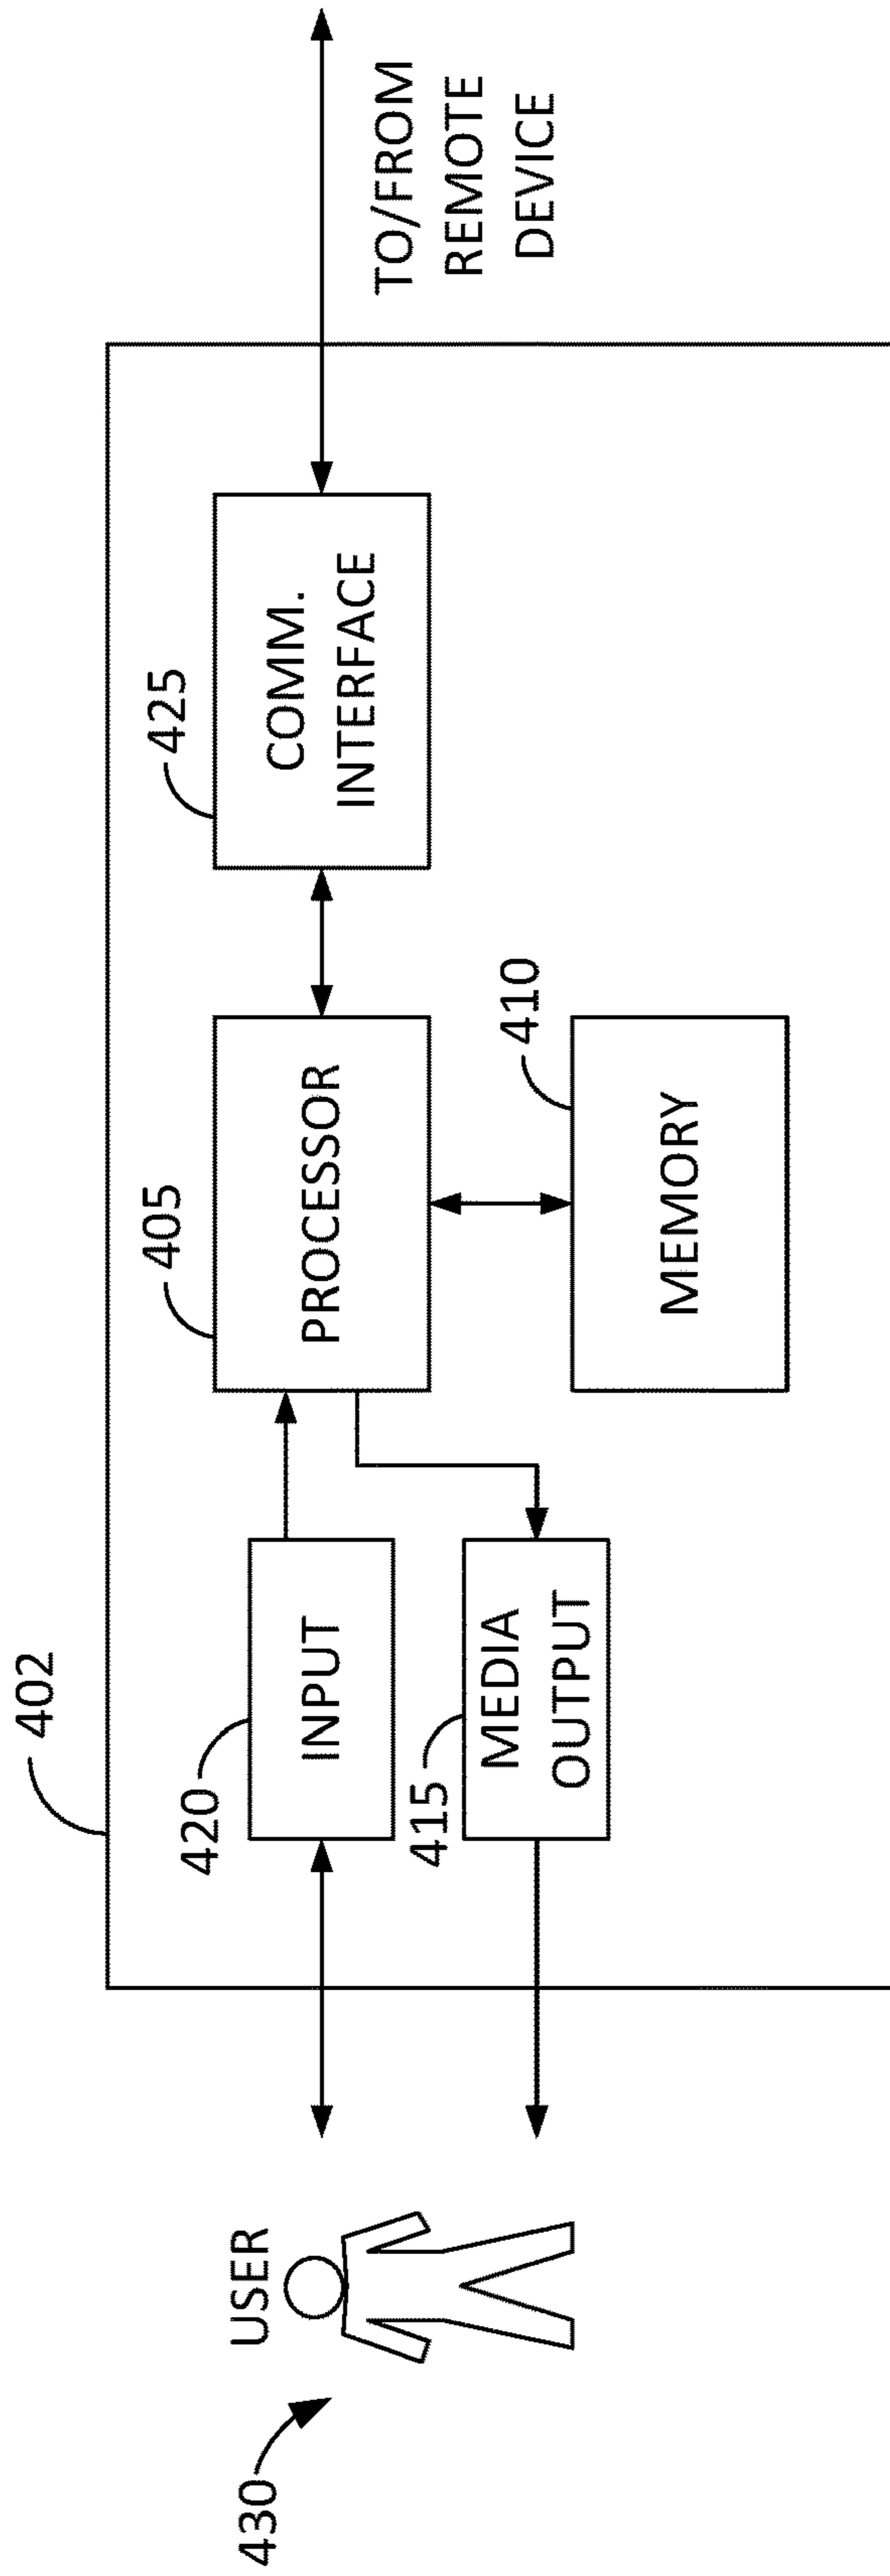 402
430
USER
420
INPUT
415
MEDIA
OUTPUT
405
PROCESSOR
410
MEMORY
425
COMM.
INTERFACE
TO/FROM
REMOTE
DEVICE